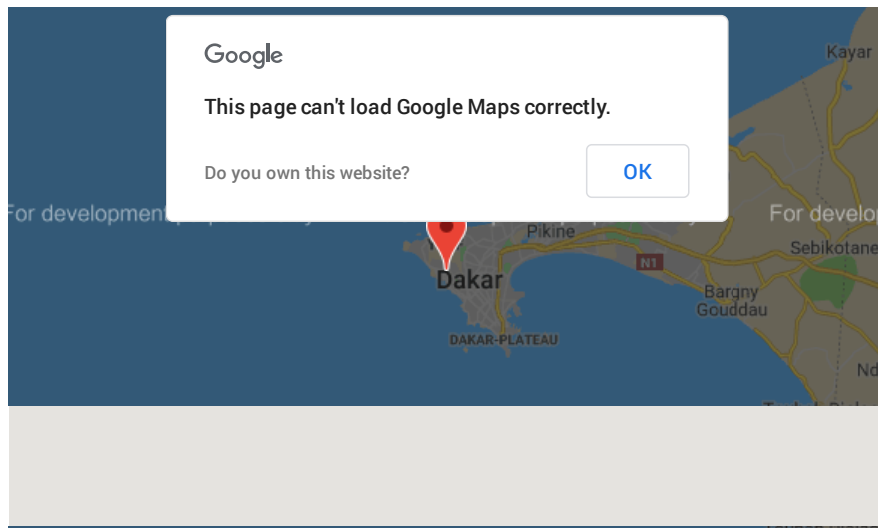 Google
This page can't load Google Maps correctly.
Do you own this website?
OK
Kayar
For development
For develo
Pikine
Sebikotane
N1
Dakar
Bargny
Gouddau
DAKAR-PLATEAU
Nd